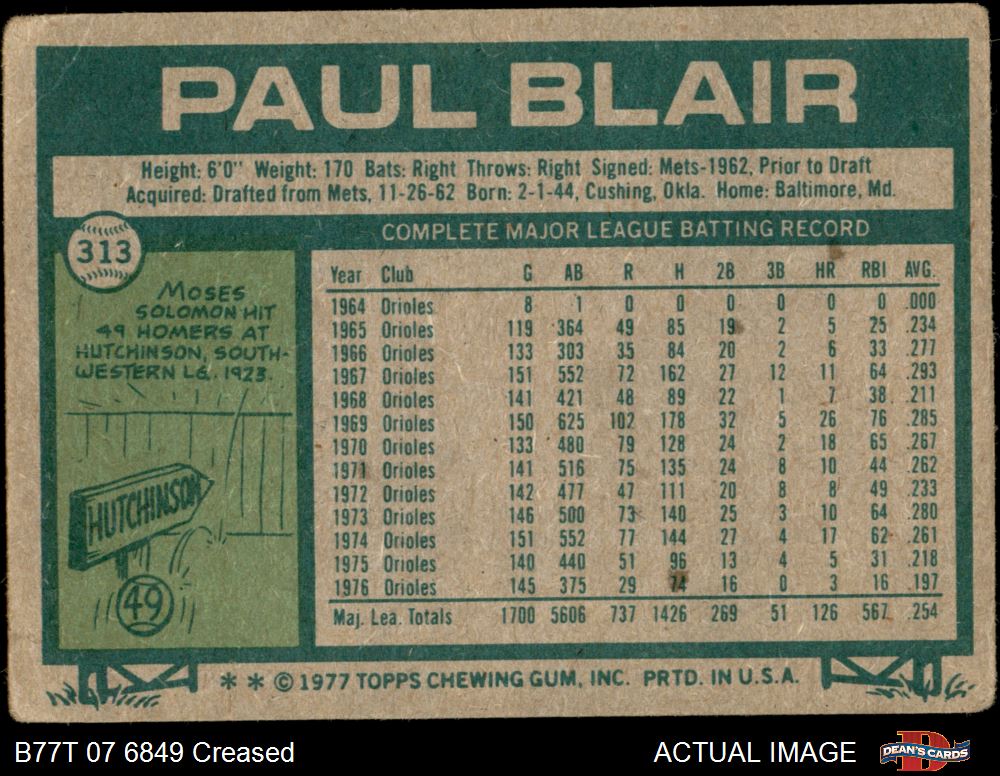 PAUL BLAIR
Height: 6'0" Weight: 170 Bats: Right Throws: Right Signed: Mets-1962, Prior to Draft
Acquired: Drafted from Mets, 11-26-62 Born: 2-1-44, Cushing, Okla. Home: Baltimore, Md.
313
MOSES
SOLOMON HIT
49 HOMERS AT
HUTCHINSON, SOUTH-
WESTERN LG. 1923.
HUTCHINSON
49
COMPLETE MAJOR LEAGUE BATTING RECORD
Year Club G AB R H 2B 3B HR RBI AVG.
1964 Orioles 8 1 0 0 0 0 0 0 .000
1965 Orioles 119 364 49 85 19 2 5 25 .234
1966 Orioles 133 303 35 84 20 2 6 33 .277
1967 Orioles 151 552 72 162 27 12 11 64 .293
1968 Orioles 141 421 48 89 22 1 7 38 .211
1969 Orioles 150 625 102 178 32 5 26 76 .285
1970 Orioles 133 480 79 128 24 2 18 65 .267
1971 Orioles 141 516 75 135 24 8 10 44 .262
1972 Orioles 142 477 47 111 20 8 8 49 .233
1973 Orioles 146 500 73 140 25 3 10 64 .280
1974 Orioles 151 552 77 144 27 4 17 62 .261
1975 Orioles 140 440 51 96 13 4 5 31 .218
1976 Orioles 145 375 29 74 16 0 3 16 .197
Maj. Lea. Totals 1700 5606 737 1426 269 51 126 567 .254
* * © 1977 TOPPS CHEWING GUM, INC. PRTD. IN U.S.A.
B77T 07 6849 Creased
ACTUAL IMAGE
DEAN'S CARDS